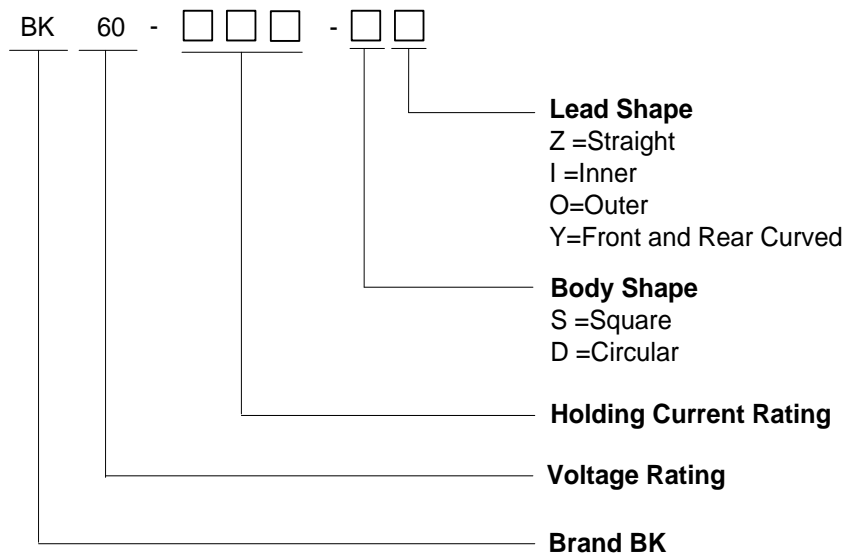 BK 60 - □ □ □ - □ □
Lead Shape
Z =Straight
I =Inner
O=Outer
Y=Front and Rear Curved
Body Shape
S =Square
D =Circular
Holding Current Rating
Voltage Rating
Brand BK